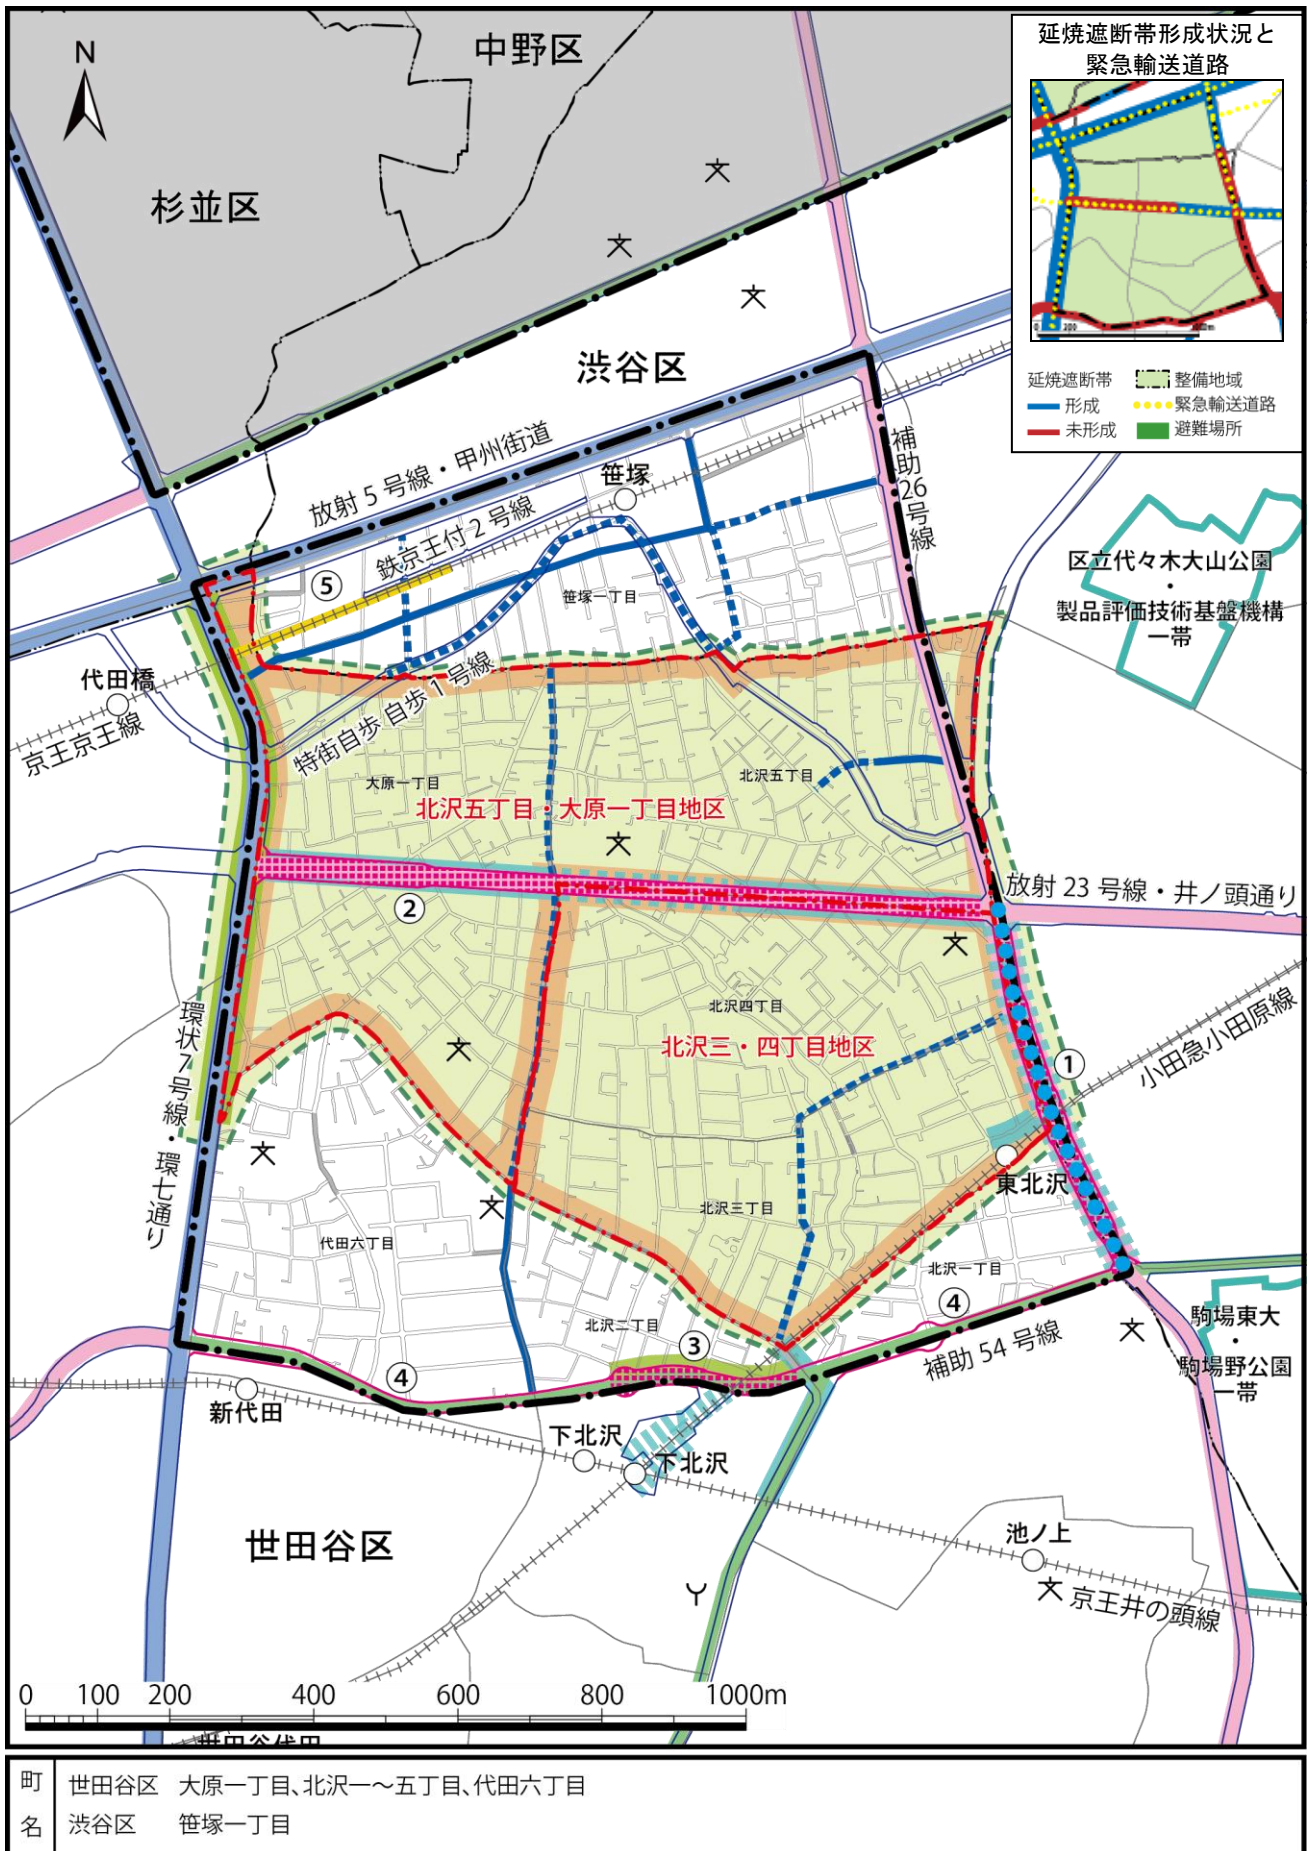 延焼遮断帯形成状況と
緊急輸送道路
0 200 1000m
延焼遮断帯
整備地域
形成
緊急輸送道路
未形成
避難場所
N
中野区
杉並区
渋谷区
放射5号線・甲州街道
補助26号線
笹塚
鉄京王付2号線
⑤
笹塚一丁目
区立代々木大山公園
・
製品評価技術基盤機構
一帯
代田橋
京王京王線
特街自歩 自歩1号線
大原一丁目
北沢五丁目
北沢五丁目・大原一丁目地区
放射23号線・井ノ頭通り
②
北沢四丁目
北沢三・四丁目地区
環状7号線・環七通り
①
小田急小田原線
東北沢
北沢三丁目
代田六丁目
北沢一丁目
④
北沢二丁目
③
補助54号線
駒場東大
・
駒場野公園
一帯
④
新代田
下北沢
下北沢
世田谷区
池ノ上
京王井の頭線
0 100 200 400 600 800 1000m
世田谷代田
町名
世田谷区 大原一丁目、北沢一〜五丁目、代田六丁目
渋谷区 笹塚一丁目